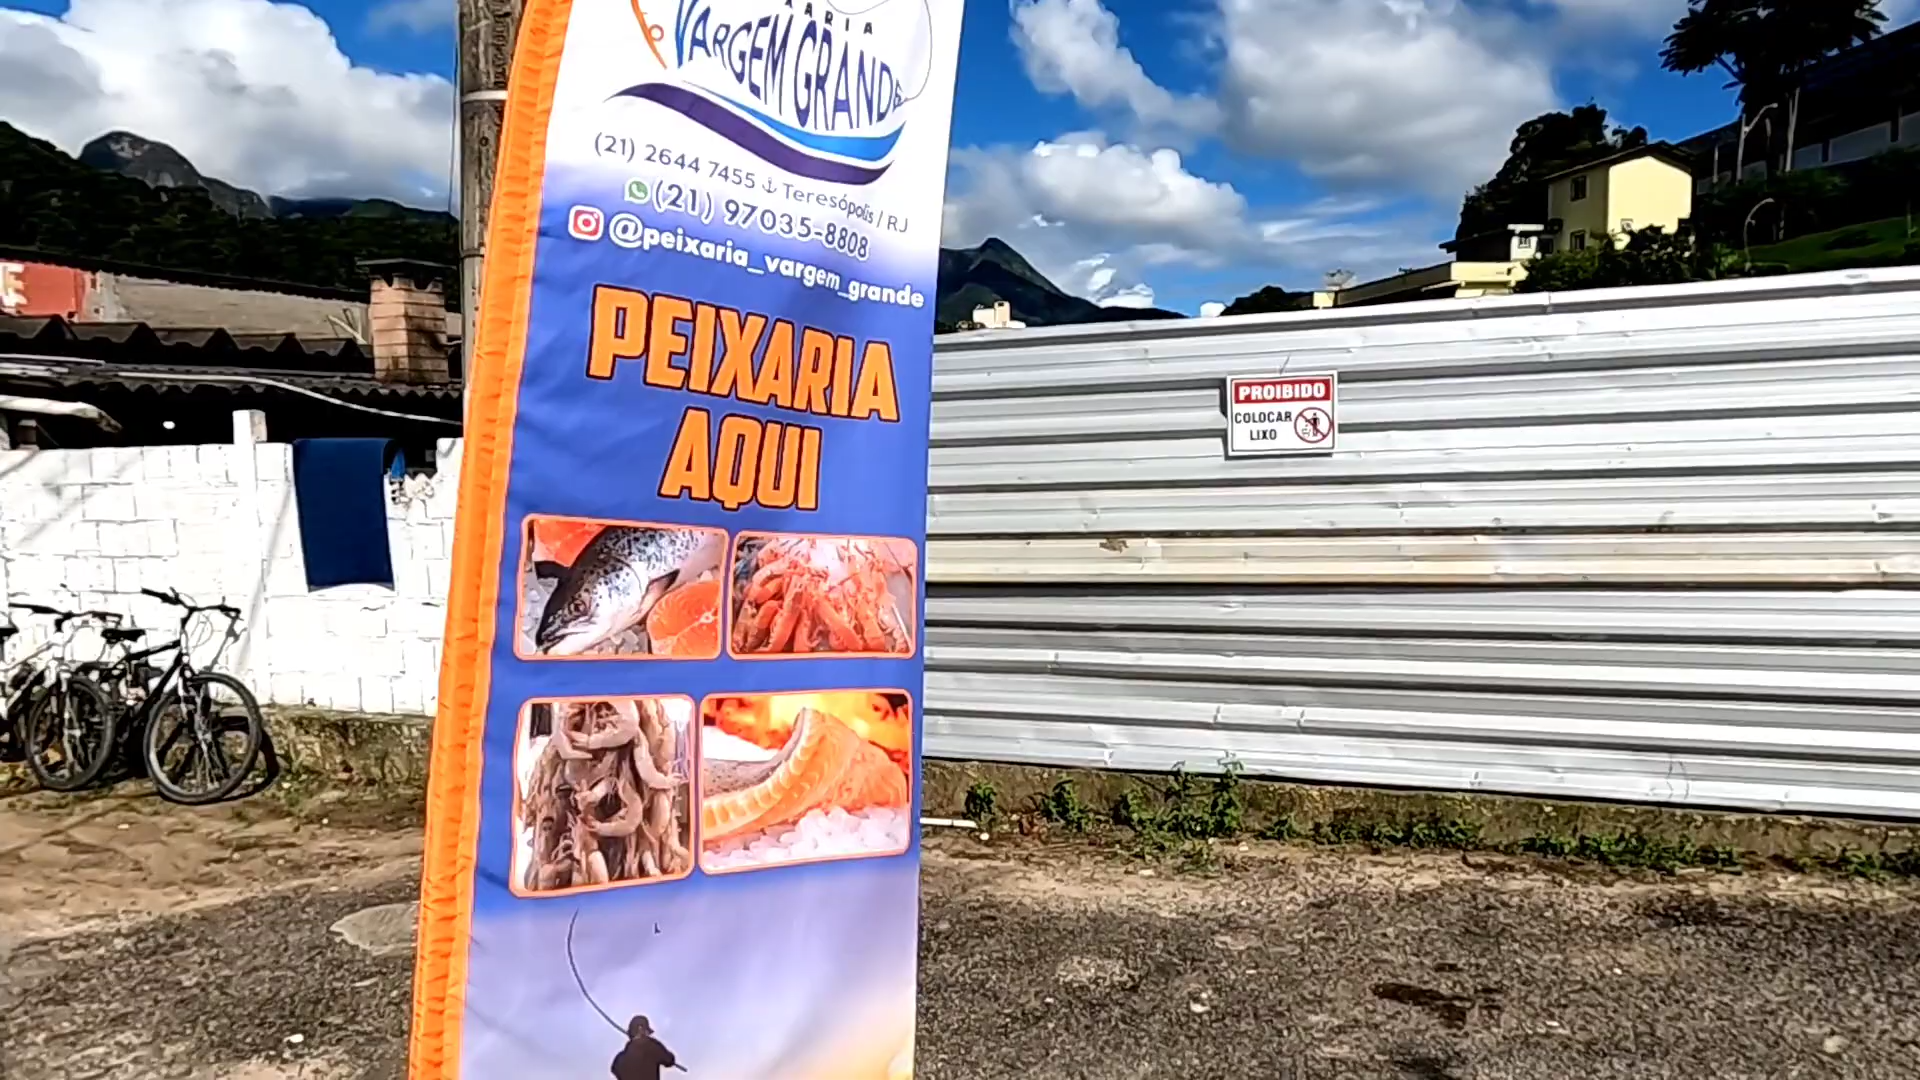 VARGEM GRANDE
(21) 2644 7455 Teresópolis / RJ
(21) 97035-8808
@peixaria_vargem_grande
PEIXARIA
AQUI
PROIBIDO
COLOCAR
LIXO